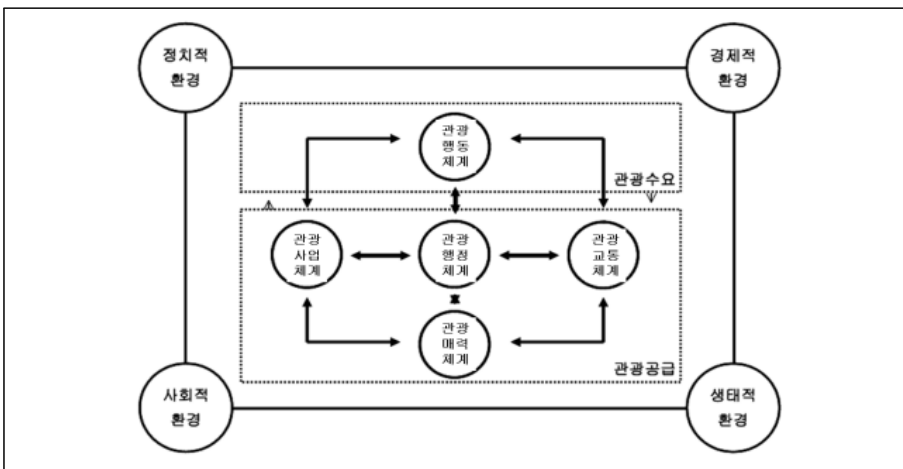 정치적
환경
경제적
환경
관광
행동
체계
관광수요
관광
사업
체계
관광
행정
체계
관광
교통
체계
관광
매력
체계
관광공급
사회적
환경
생태적
환경